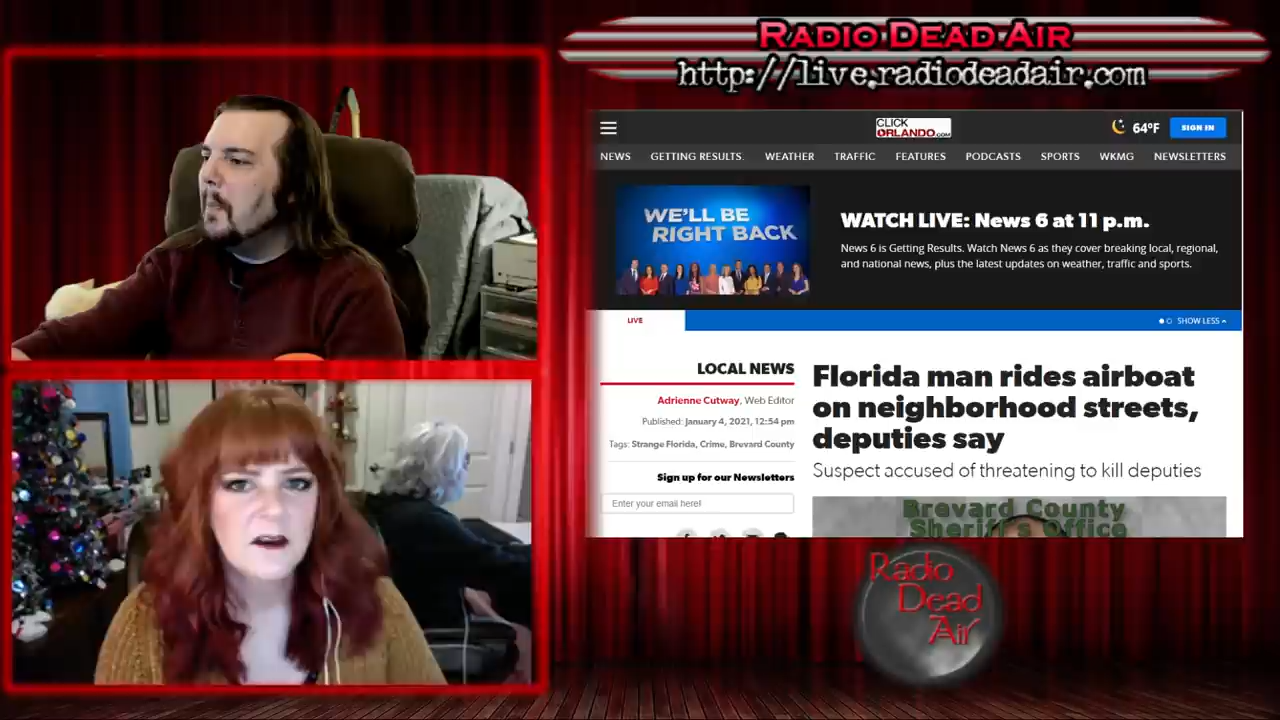 RADIO DEAD AIR
http://live.radiodeadair.com
CLICK
ORLANDO.COM
64°F
SIGN IN
NEWS GETTING RESULTS. WEATHER TRAFFIC FEATURES PODCASTS SPORTS WKMG NEWSLETTERS
WE'LL BE
RIGHT BACK
WATCH LIVE: News 6 at 11 p.m.
News 6 is Getting Results. Watch News 6 as they cover breaking local, regional,
and national news, plus the latest updates on weather, traffic and sports.
LIVE
SHOW LESS
LOCAL NEWS
Adrienne Cutway, Web Editor
Published: January 4, 2021, 12:54 pm
Tags: Strange Florida, Crime, Brevard County
Sign up for our Newsletters
Enter your email here!
Florida man rides airboat
on neighborhood streets,
deputies say
Suspect accused of threatening to kill deputies
Brevard County
Sheriff's Office
Radio
Dead
Air